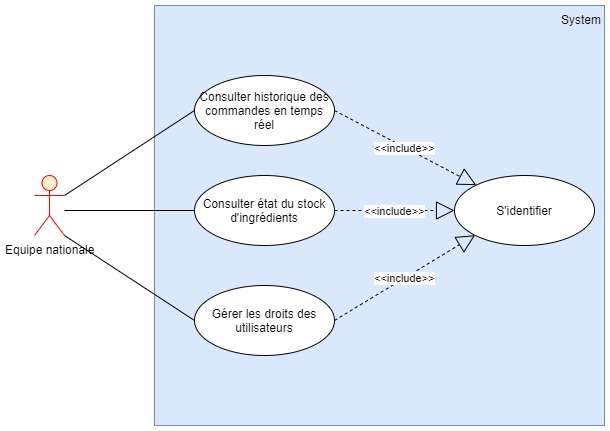 System
Consulter historique des
commandes en temps
réel
<<include>>
Consulter état du stock
d'ingrédients
<<include>>
S'identifier
Equipe nationale
<<include>>
Gérer les droits des
utilisateurs